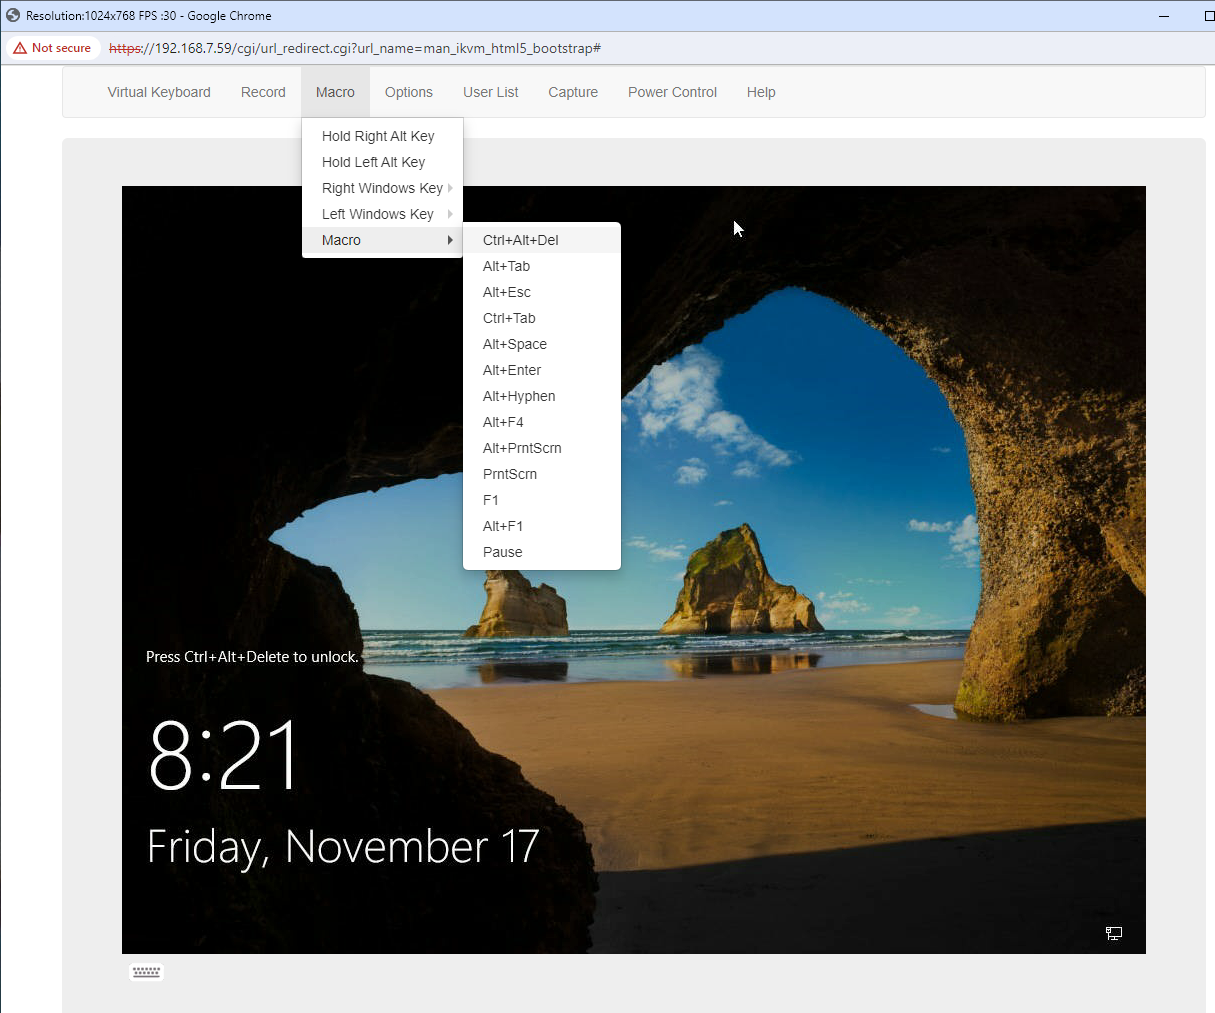 Resolution:1024x768 FPS :30 - Google Chrome
Not secure https://192.168.7.59/cgi/url_redirect.cgi?url_name=man_ikvm_html5_bootstrap#
Virtual Keyboard Record Macro Options User List Capture Power Control Help
Hold Right Alt Key
Hold Left Alt Key
Right Windows Key
Left Windows Key
Macro
Ctrl+Alt+Del
Alt+Tab
Alt+Esc
Ctrl+Tab
Alt+Space
Alt+Enter
Alt+Hyphen
Alt+F4
Alt+PrntScrn
PrntScrn
F1
Alt+F1
Pause
Press Ctrl+Alt+Delete to unlock.
8:21
Friday, November 17